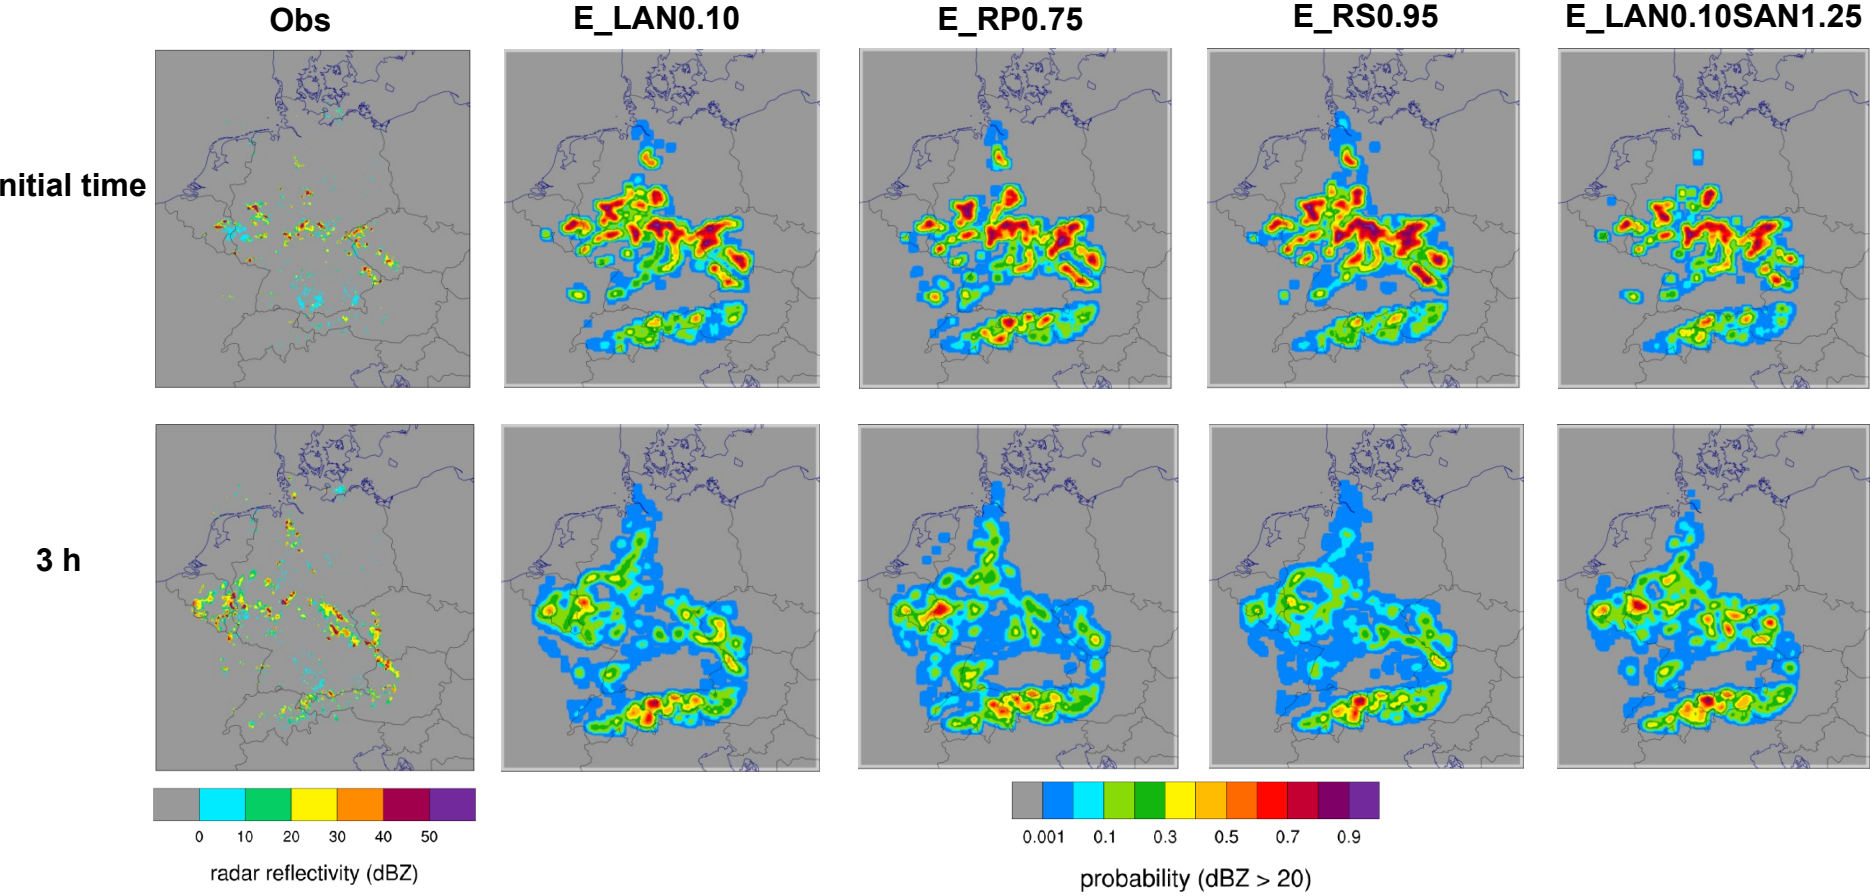 Obs E_LAN0.10 E_RP0.75 E_RS0.95 E_LAN0.10SAN1.25
nitial time
3 h
0 10 20 30 40 50
radar reflectivity (dBZ)
0.001 0.1 0.3 0.5 0.7 0.9
probability (dBZ > 20)